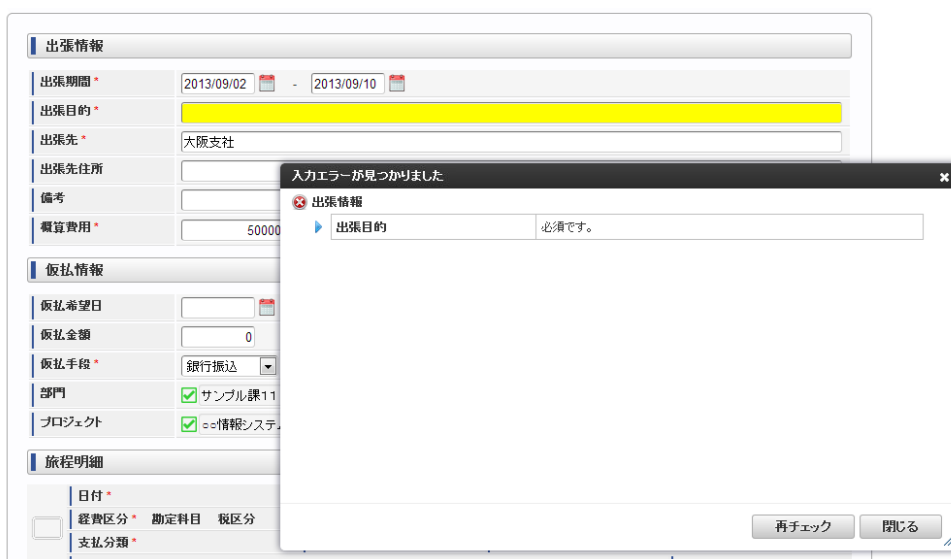 出張情報
出張期間 * 2013/09/02 - 2013/09/10
出張目的 *
出張先 * 大阪支社
出張先住所
備考
概算費用 * 50000
仮払情報
仮払希望日
仮払金額 0
仮払手段 * 銀行振込
部門 サンプル課11
プロジェクト ○○情報システム
旅程明細
日付 *
経費区分 * 勘定科目 税区分
支払分類 *
入力エラーが見つかりました
出張情報
出張目的 必須です。
再チェック 閉じる